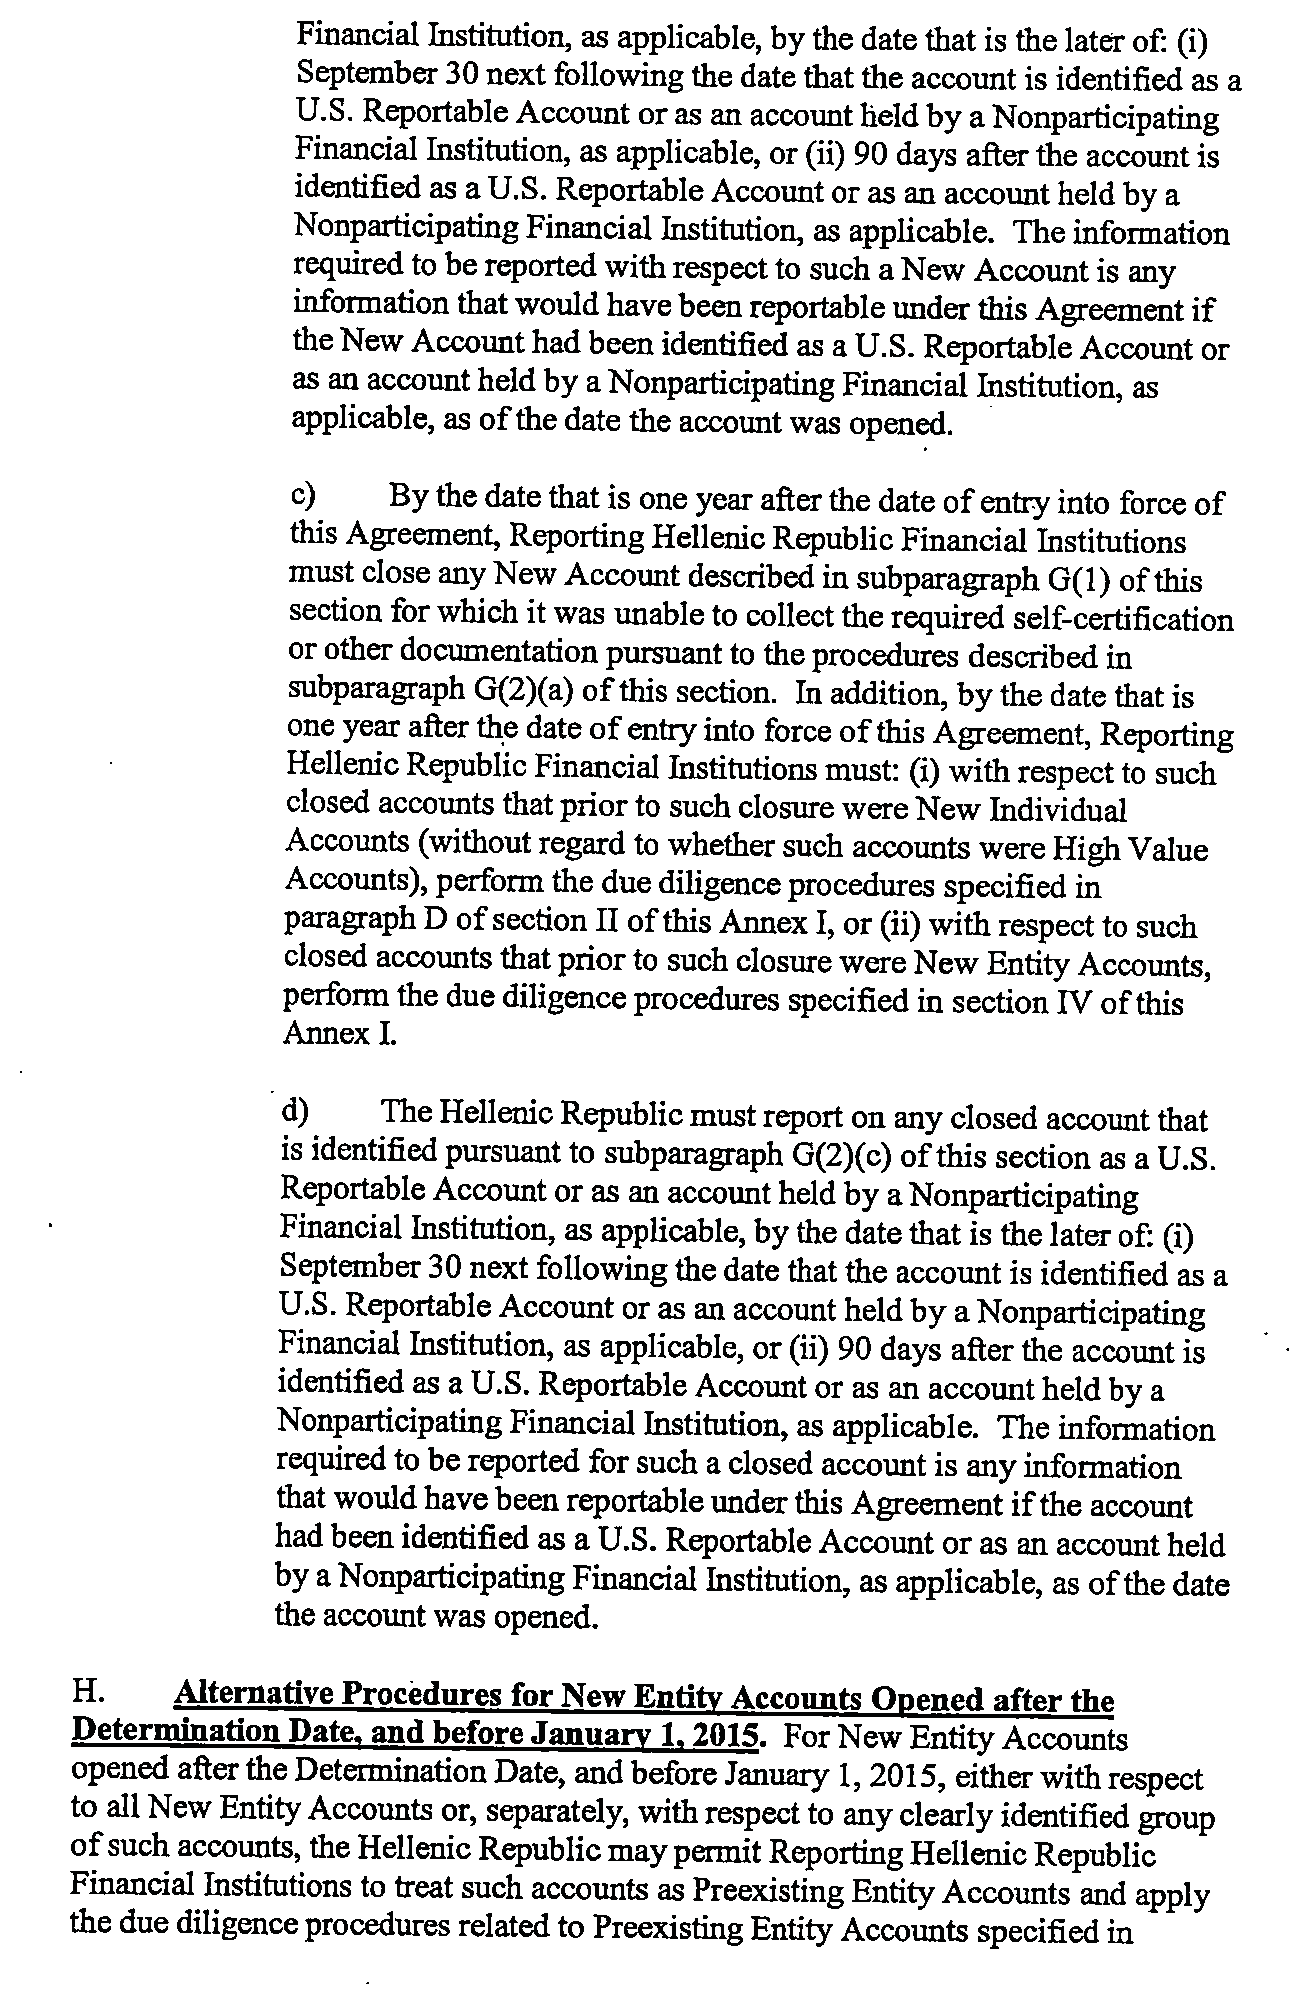 Financial Institution, as applicable, by the date that is the later of: (i)
September 30 next following the date that the account is identified as a
U.S. Reportable Account or as an account held by a Nonparticipating
Financial Institution, as applicable, or (ii) 90 days after the account is
identified as a U.S. Reportable Account or as an account held by a
Nonparticipating Financial Institution, as applicable. The information
required to be reported with respect to such a New Account is any
information that would have been reportable under this Agreement if
the New Account had been identified as a U.S. Reportable Account or
as an account held by a Nonparticipating Financial Institution, as
applicable, as of the date the account was opened.
c) By the date that is one year after the date of entry into force of
this Agreement, Reporting Hellenic Republic Financial Institutions
must close any New Account described in subparagraph G(1) of this
section for which it was unable to collect the required self-certification
or other documentation pursuant to the procedures described in
subparagraph G(2)(a) of this section. In addition, by the date that is
one year after the date of entry into force of this Agreement, Reporting
Hellenic Republic Financial Institutions must: (i) with respect to such
closed accounts that prior to such closure were New Individual
Accounts (without regard to whether such accounts were High Value
Accounts), perform the due diligence procedures specified in
paragraph D of section II of this Annex I, or (ii) with respect to such
closed accounts that prior to such closure were New Entity Accounts,
perform the due diligence procedures specified in section IV of this
Annex I.
d) The Hellenic Republic must report on any closed account that
is identified pursuant to subparagraph G(2)(c) of this section as a U.S.
Reportable Account or as an account held by a Nonparticipating
Financial Institution, as applicable, by the date that is the later of: (i)
September 30 next following the date that the account is identified as a
U.S. Reportable Account or as an account held by a Nonparticipating
Financial Institution, as applicable, or (ii) 90 days after the account is
identified as a U.S. Reportable Account or as an account held by a
Nonparticipating Financial Institution, as applicable. The information
required to be reported for such a closed account is any information
that would have been reportable under this Agreement if the account
had been identified as a U.S. Reportable Account or as an account held
by a Nonparticipating Financial Institution, as applicable, as of the date
the account was opened.
H. Alternative Procedures for New Entity Accounts Opened after the
Determination Date, and before January 1, 2015. For New Entity Accounts
opened after the Determination Date, and before January 1, 2015, either with respect
to all New Entity Accounts or, separately, with respect to any clearly identified group
of such accounts, the Hellenic Republic may permit Reporting Hellenic Republic
Financial Institutions to treat such accounts as Preexisting Entity Accounts and apply
the due diligence procedures related to Preexisting Entity Accounts specified in